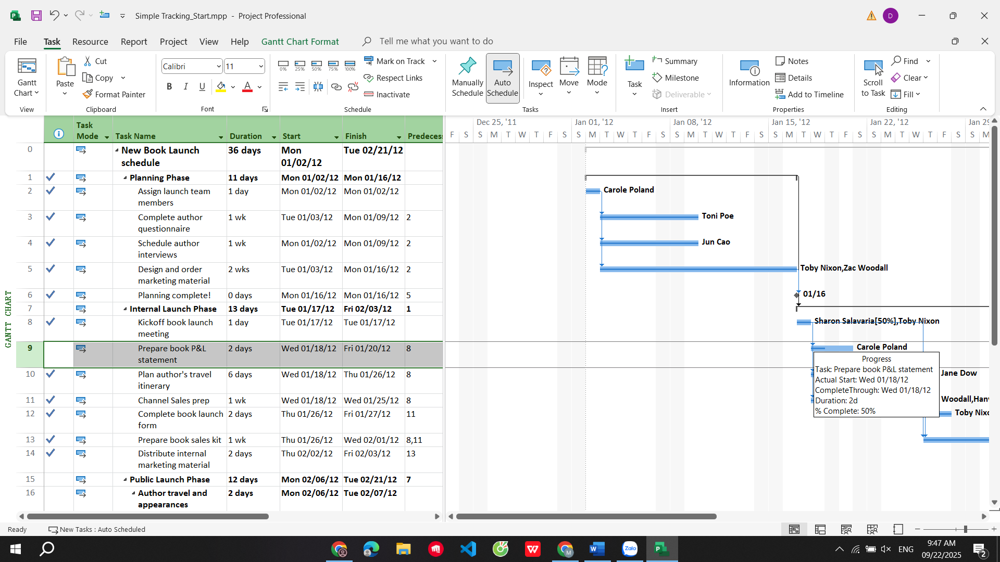 Simple Tracking_Start.mpp - Project Professional
D
File Task Resource Report Project View Help Gantt Chart Format Tell me what you want to do
Gantt Chart
View
Paste
Cut
Copy
Format Painter
Clipboard
Calibri 11
B I U A
Font
0% 25% 50% 75% 100%
Mark on Track
Respect Links
Inactivate
Schedule
Manually Schedule
Auto Schedule
Inspect
Move
Mode
Tasks
Task
Summary
Milestone
Deliverable
Insert
Information
Notes
Details
Add to Timeline
Properties
Scroll to Task
Find
Clear
Fill
Editing
Task Mode Task Name Duration Start Finish Predecess
Dec 25, '11 Jan 01, '12 Jan 08, '12 Jan 15, '12 Jan 22, '12 Jan 29
F S S M T W T F S S M T W T F S S M T W T F S S M T W T F S S M T W T F S S M
0 New Book Launch schedule 36 days Mon 01/02/12 Tue 02/21/12
1 Planning Phase 11 days Mon 01/02/12 Mon 01/16/12
2 Assign launch team members 1 day Mon 01/02/12 Mon 01/02/12
Carole Poland
3 Complete author questionnaire 1 wk Tue 01/03/12 Mon 01/09/12 2
Toni Poe
4 Schedule author interviews 1 wk Mon 01/02/12 Mon 01/09/12 2
Jun Cao
5 Design and order marketing material 2 wks Tue 01/03/12 Mon 01/16/12 2
Toby Nixon,Zac Woodall
6 Planning complete! 0 days Mon 01/16/12 Mon 01/16/12 5
01/16
7 Internal Launch Phase 13 days Tue 01/17/12 Fri 02/03/12 1
8 Kickoff book launch meeting 1 day Tue 01/17/12 Tue 01/17/12
Sharon Salavaria[50%],Toby Nixon
9 Prepare book P&L statement 2 days Wed 01/18/12 Fri 01/20/12 8
Carole Poland
Progress
Task: Prepare book P&L statement
Actual Start: Wed 01/18/12
CompleteThrough: Wed 01/18/12
Duration: 2d
% Complete: 50%
10 Plan author's travel itinerary 6 days Wed 01/18/12 Thu 01/26/12 8
Jane Dow
11 Channel Sales prep 1 wk Wed 01/18/12 Wed 01/25/12 8
Woodall,Han
12 Complete book launch form 2 days Thu 01/26/12 Fri 01/27/12 11
Toby Nixo
13 Prepare book sales kit 1 wk Thu 01/26/12 Wed 02/01/12 8,11
14 Distribute internal marketing material 2 days Thu 02/02/12 Fri 02/03/12 13
15 Public Launch Phase 12 days Mon 02/06/12 Tue 02/21/12 7
16 Author travel and appearances 2 days Mon 02/06/12 Tue 02/07/12
GANTT CHART
Ready New Tasks : Auto Scheduled
Zalo
ENG
9:47 AM
09/22/2025
2